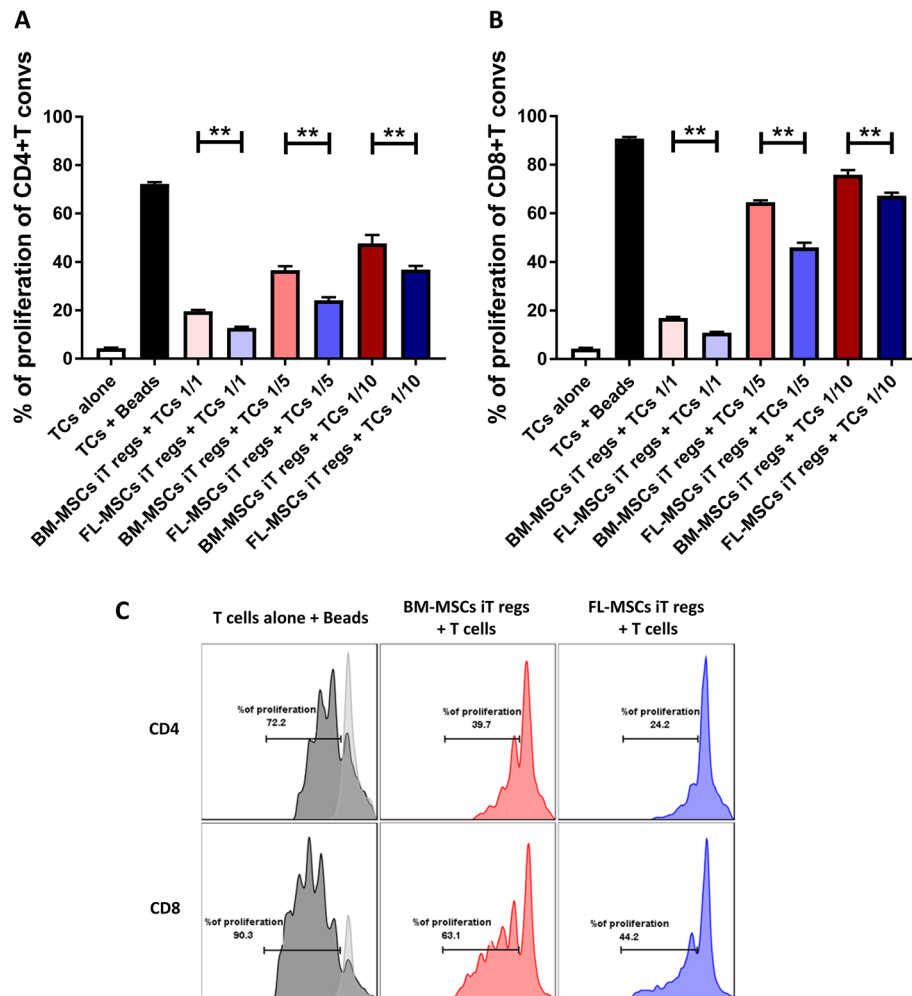 A
% of proliferation of CD4+T convs
100
80
60
40
20
0
**
**
**
TCs alone
TCs + Beads
BM-MSCs iT regs + TCs 1/1
FL-MSCs iT regs + TCs 1/1
BM-MSCs iT regs + TCs 1/5
FL-MSCs iT regs + TCs 1/5
BM-MSCs iT regs + TCs 1/10
FL-MSCs iT regs + TCs 1/10
B
% of proliferation of CD8+T convs
100
80
60
40
20
0
**
**
**
TCs alone
TCs + Beads
BM-MSCs iT regs + TCs 1/1
FL-MSCs iT regs + TCs 1/1
BM-MSCs iT regs + TCs 1/5
FL-MSCs iT regs + TCs 1/5
BM-MSCs iT regs + TCs 1/10
FL-MSCs iT regs + TCs 1/10
C
T cells alone + Beads
BM-MSCs iT regs
+ T cells
FL-MSCs iT regs
+ T cells
CD4
%of proliferation
72.2
%of proliferation
39.7
%of proliferation
24.2
CD8
%of proliferation
90.3
%of proliferation
63.1
%of proliferation
44.2